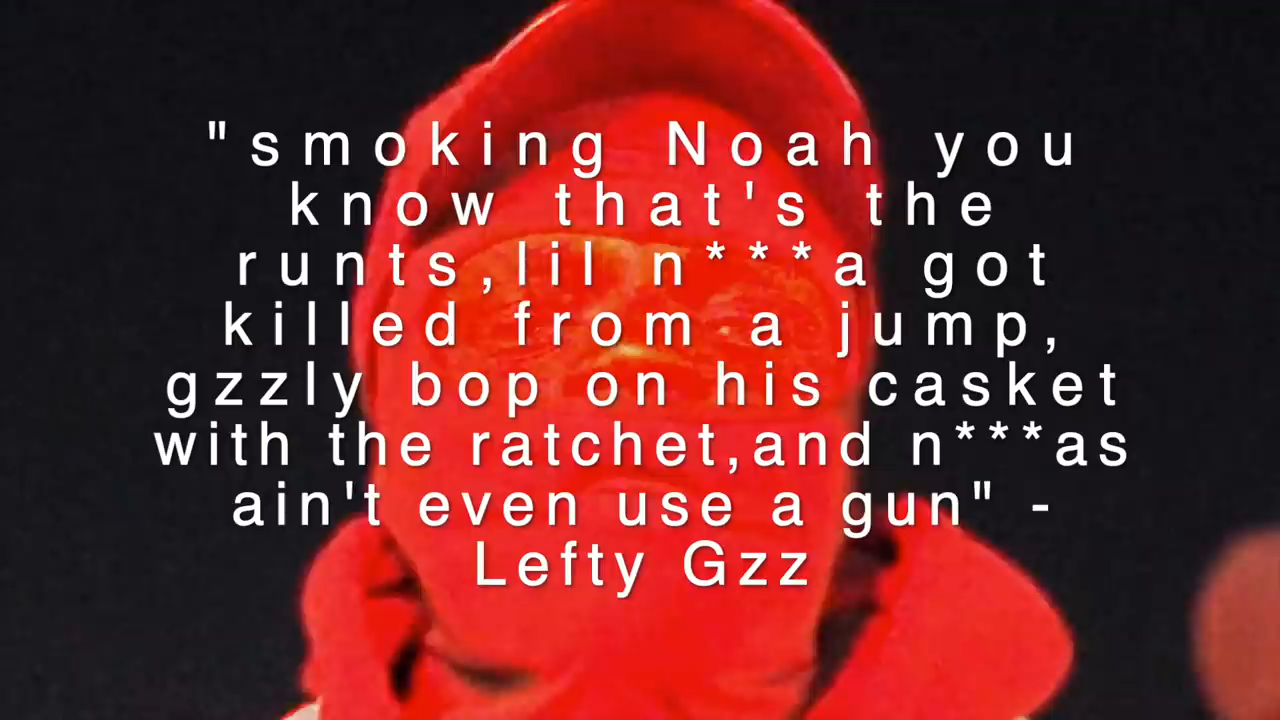 "smoking Noah you
know that's the
runts,lil n***a got
killed from a jump,
gzzly bop on his casket
with the ratchet,and n***as
ain't even use a gun" -
Lefty Gzz